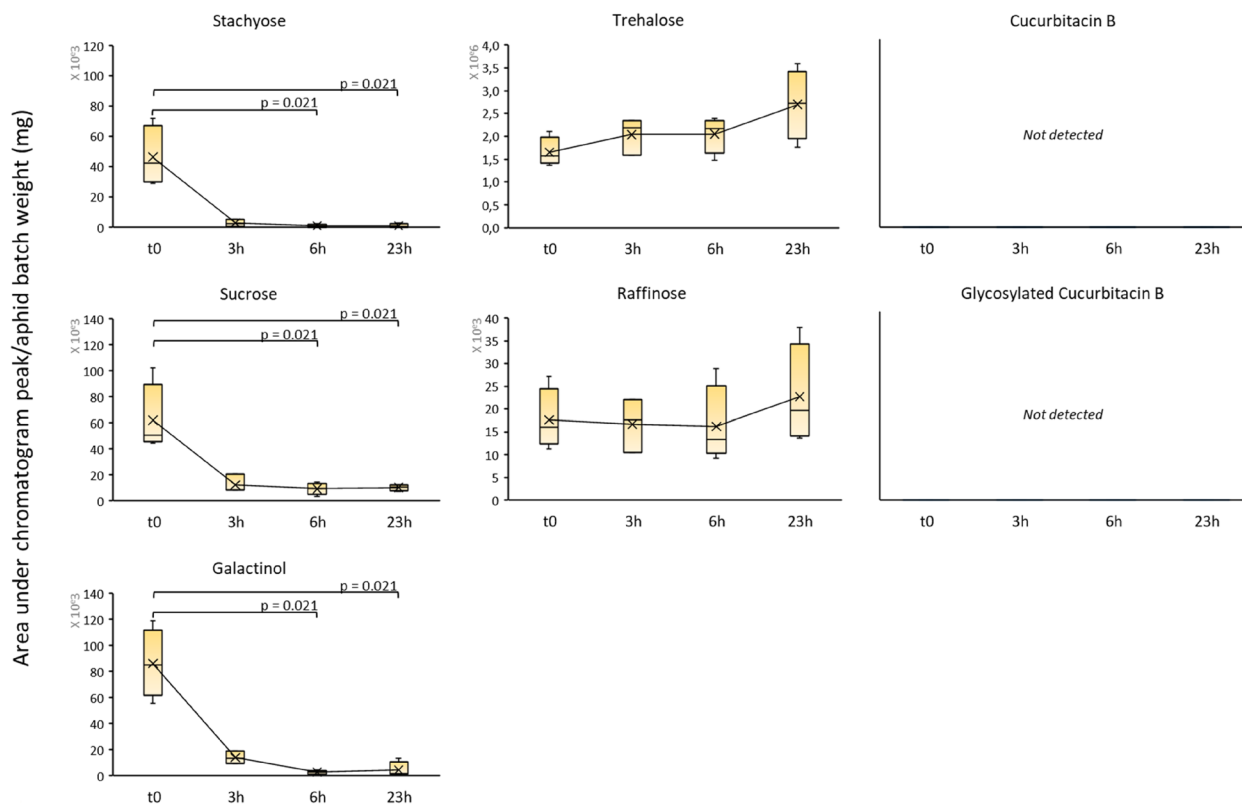 Area under chromatogram peak/aphid batch weight (mg)
Stachyose
X 10^e3
120
100
80
60
40
20
0
p = 0.021
p = 0.021
t0 3h 6h 23h
Trehalose
X 10^e6
4,0
3,5
3,0
2,5
2,0
1,5
1,0
0,5
0,0
t0 3h 6h 23h
Cucurbitacin B
Not detected
t0 3h 6h 23h
Sucrose
X 10^e3
140
120
100
80
60
40
20
0
p = 0.021
p = 0.021
t0 3h 6h 23h
Raffinose
X 10^e3
40
35
30
25
20
15
10
5
0
t0 3h 6h 23h
Glycosylated Cucurbitacin B
Not detected
t0 3h 6h 23h
Galactinol
X 10^e3
140
120
100
80
60
40
20
0
p = 0.021
p = 0.021
t0 3h 6h 23h